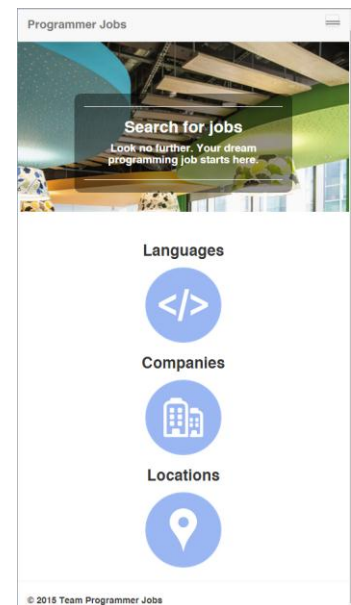 Programmer Jobs
Search for jobs
Look no further. Your dream
programming job starts here.
Languages
</>
Companies
Locations
© 2015 Team Programmer Jobs